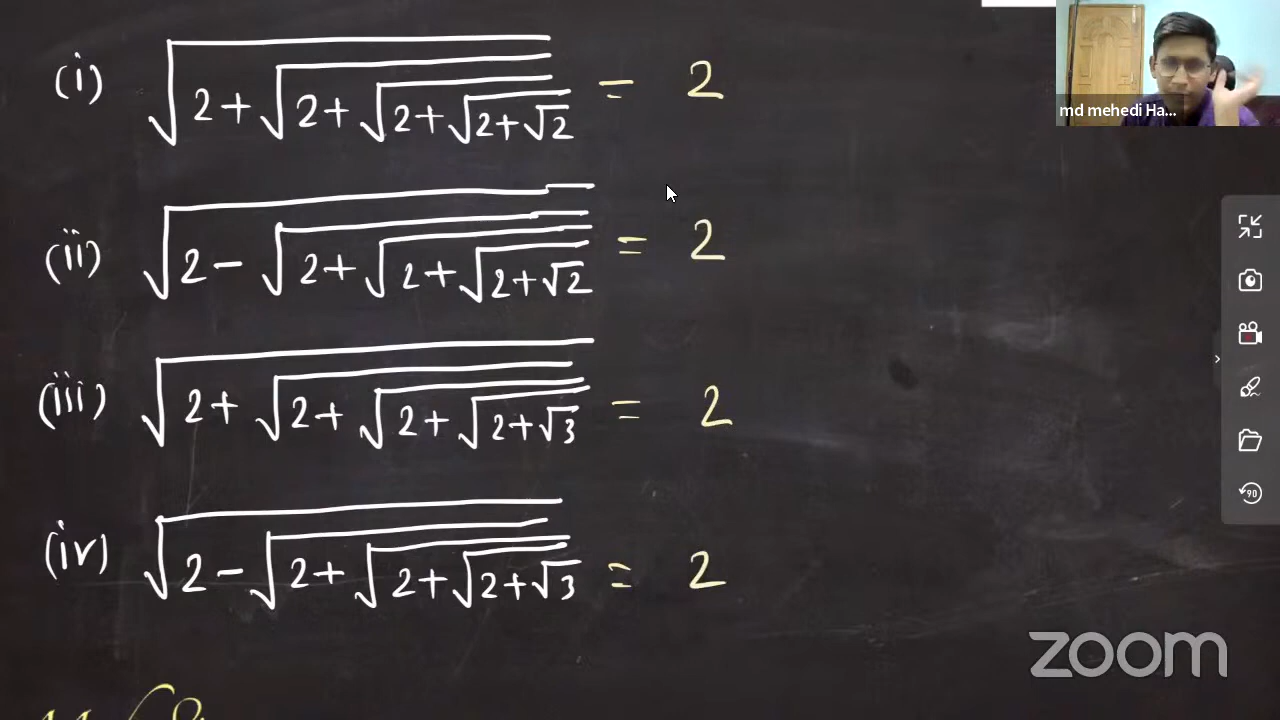 (i) √(2+√(2+√(2+√(2+√2)))) = 2
md mehedi Ha...
(ii) √(2-√(2+√(2+√(2+√2)))) = 2
(iii) √(2+√(2+√(2+√(2+√3)))) = 2
90
(iv) √(2-√(2+√(2+√(2+√3)))) = 2
zoom